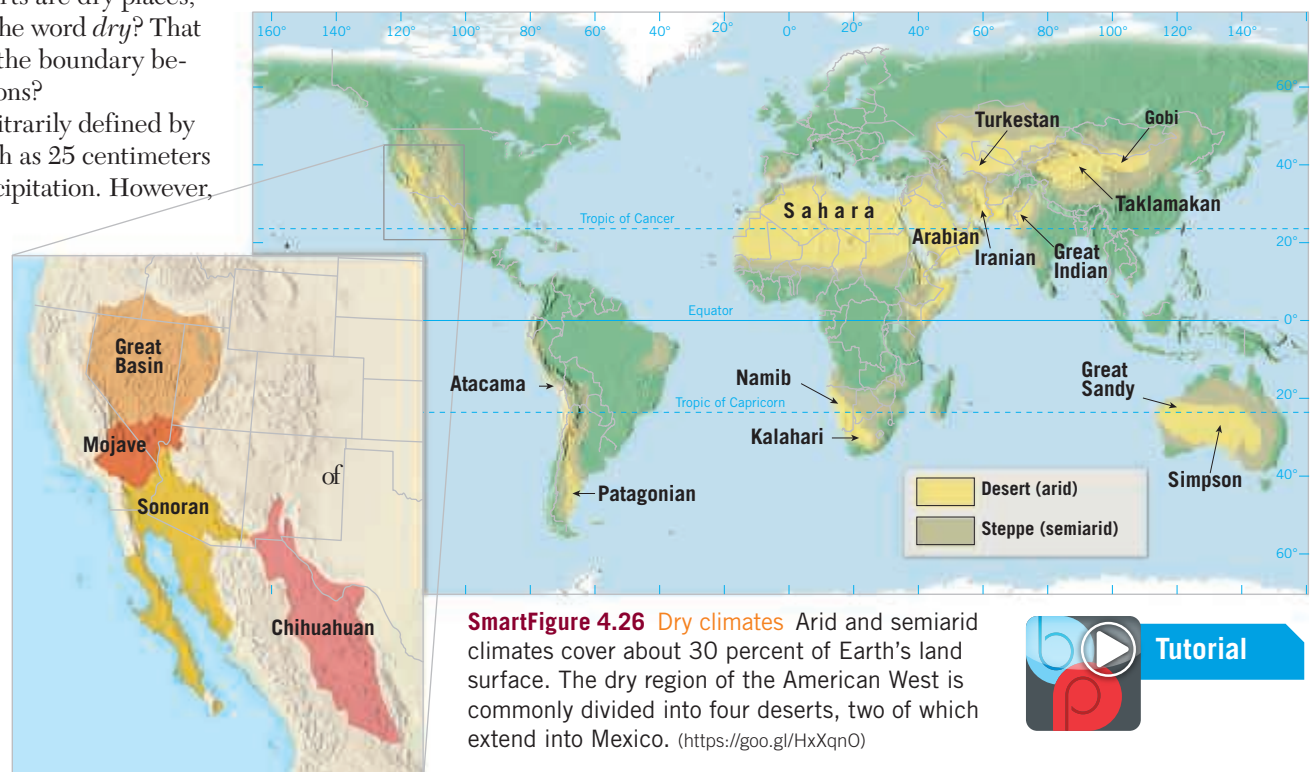 rts are dry places,
he word dry? That
the boundary be-
ons?
itrarily defined by
h as 25 centimeters
cipitation. However,
160° 120° 100° 80° 60° 40° 20° 0° 20° 40° 60° 80° 100° 120° 140°
60°
40°
20°
0°
20°
40°
60°
Turkestan
Gobi
Taklamakan
Sahara
Tropic of Cancer
Arabian
Iranian
Great
Indian
Equator
Atacama
Namib
Tropic of Capricorn
Kalahari
Patagonian
Great
Sandy
Simpson
Desert (arid)
Steppe (semiarid)
Great
Basin
Mojave
of
Sonoran
Chihuahuan
SmartFigure 4.26 Dry climates Arid and semiarid
climates cover about 30 percent of Earth's land
surface. The dry region of the American West is
commonly divided into four deserts, two of which
extend into Mexico. (https://goo.gl/HxXqnO)
b
p
Tutorial